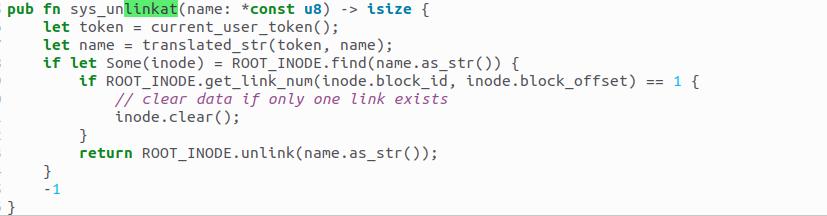 pub fn sys_unlinkat(name: *const u8) -> isize {
    let token = current_user_token();
    let name = translated_str(token, name);
    if let Some(inode) = ROOT_INODE.find(name.as_str()) {
        if ROOT_INODE.get_link_num(inode.block_id, inode.block_offset) == 1 {
            // clear data if only one link exists
            inode.clear();
        }
        return ROOT_INODE.unlink(name.as_str());
    }
    -1
}